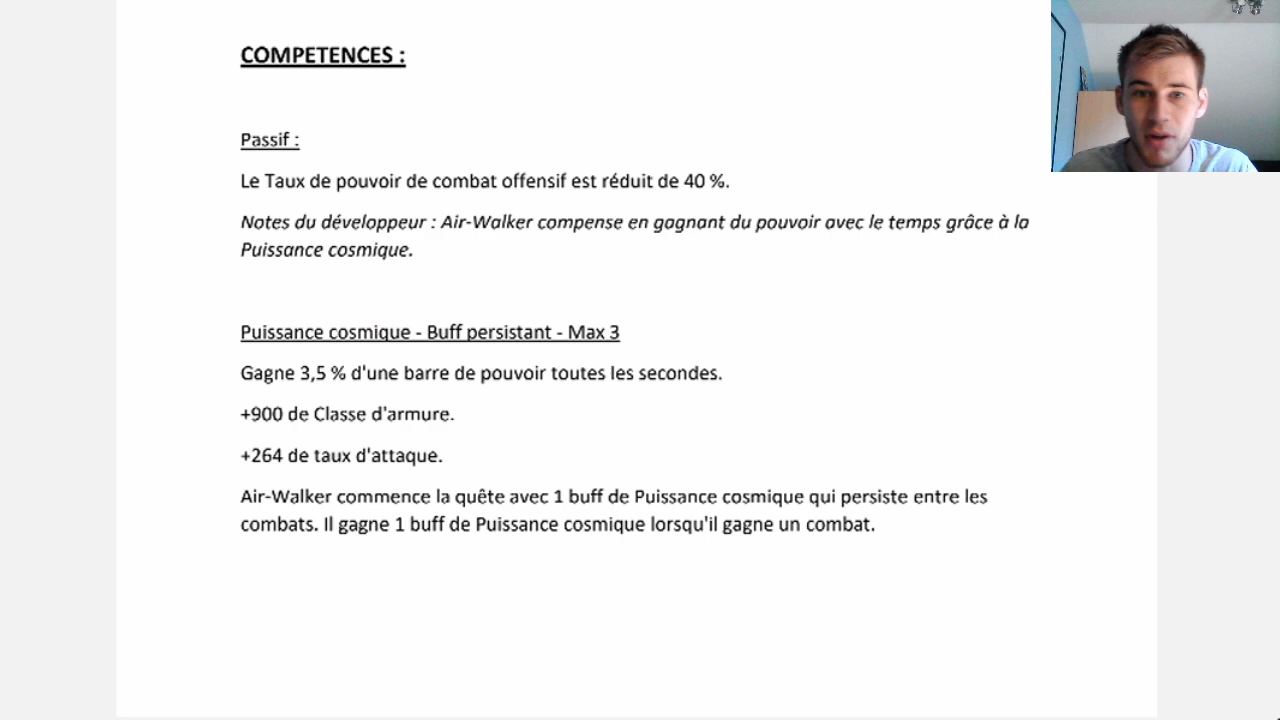 COMPETENCES :
Passif :
Le Taux de pouvoir de combat offensif est réduit de 40 %.
Notes du développeur : Air-Walker compense en gagnant du pouvoir avec le temps grâce à la
Puissance cosmique.
Puissance cosmique - Buff persistant - Max 3
Gagne 3,5 % d'une barre de pouvoir toutes les secondes.
+900 de Classe d'armure.
+264 de taux d'attaque.
Air-Walker commence la quête avec 1 buff de Puissance cosmique qui persiste entre les
combats. Il gagne 1 buff de Puissance cosmique lorsqu'il gagne un combat.